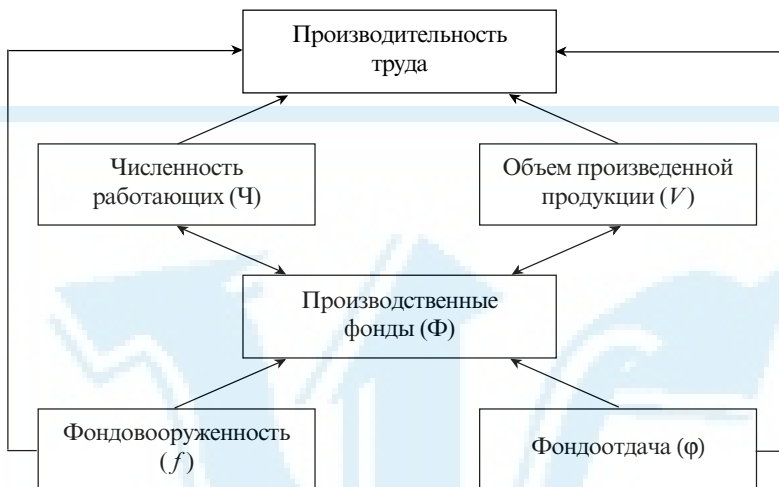 Производительность
труда
Численность
работающих (Ч)
Объем произведенной
продукции (V)
Производственные
фонды (Ф)
Фондовооруженность
(f)
Фондоотдача (φ)